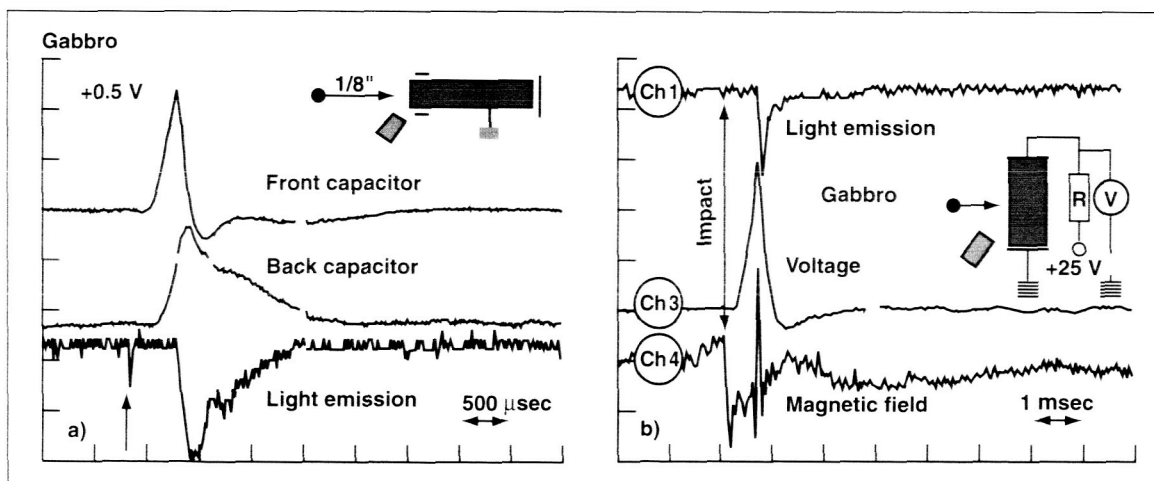 Gabbro
+0.5 V
1/8"
Front capacitor
Back capacitor
Light emission
500 μsec
a)
Ch1
Light emission
Impact
Gabbro
R
V
+25 V
Voltage
Ch3
Ch4
Magnetic field
1 msec
b)